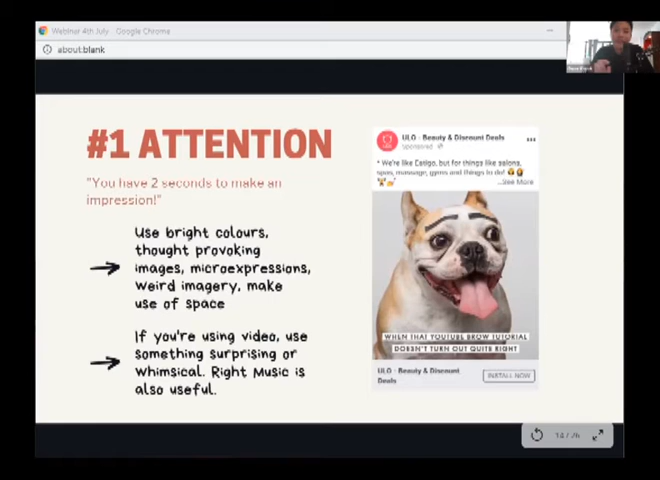 Webinar 4th July - Google Chrome
about:blank
#1 ATTENTION
"You have 2 seconds to make an
impression!"
Use bright colours,
thought provoking
images, microexpressions,
weird imagery, make
use of space
If you're using video, use
something surprising or
whimsical. Right Music is
also useful.
ULO - Beauty & Discount Deals
Sponsored
We're like Eatigo, but for things like salons,
spas, massage, gyms and things to do!
...See More
WHEN THAT YOUTUBE BROW TUTORIAL
DOESN'T TURN OUT QUITE RIGHT
ULO - Beauty & Discount
Deals
INSTALL NOW
14 / 26